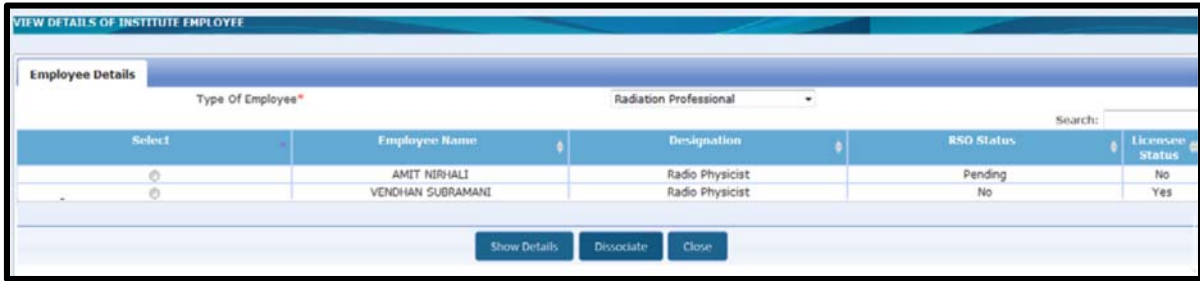 VIEW DETAILS OF INSTITUTE EMPLOYEE
Employee Details
Type Of Employee* Radiation Professional
Search:
Select Employee Name Designation RSO Status Licensee Status
AMIT NIRHALI Radio Physicist Pending No
VENDHAN SUBRAMANI Radio Physicist No Yes
Show Details Dissociate Close